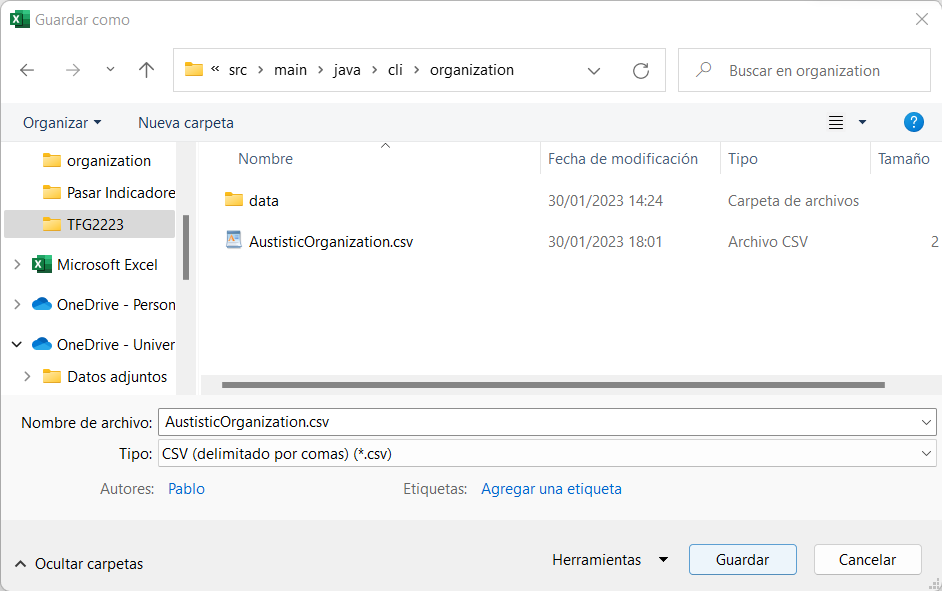 Guardar como
« src > main > java > cli > organization
Buscar en organization
Organizar Nueva carpeta
Nombre Fecha de modificación Tipo Tamaño
organization
Pasar Indicadore
TFG2223
Microsoft Excel
OneDrive - Person
OneDrive - Univer
Datos adjuntos
data 30/01/2023 14:24 Carpeta de archivos
AustisticOrganization.csv 30/01/2023 18:01 Archivo CSV 2
Nombre de archivo: AustisticOrganization.csv
Tipo: CSV (delimitado por comas) (*.csv)
Autores: Pablo Etiquetas: Agregar una etiqueta
Ocultar carpetas Herramientas Guardar Cancelar